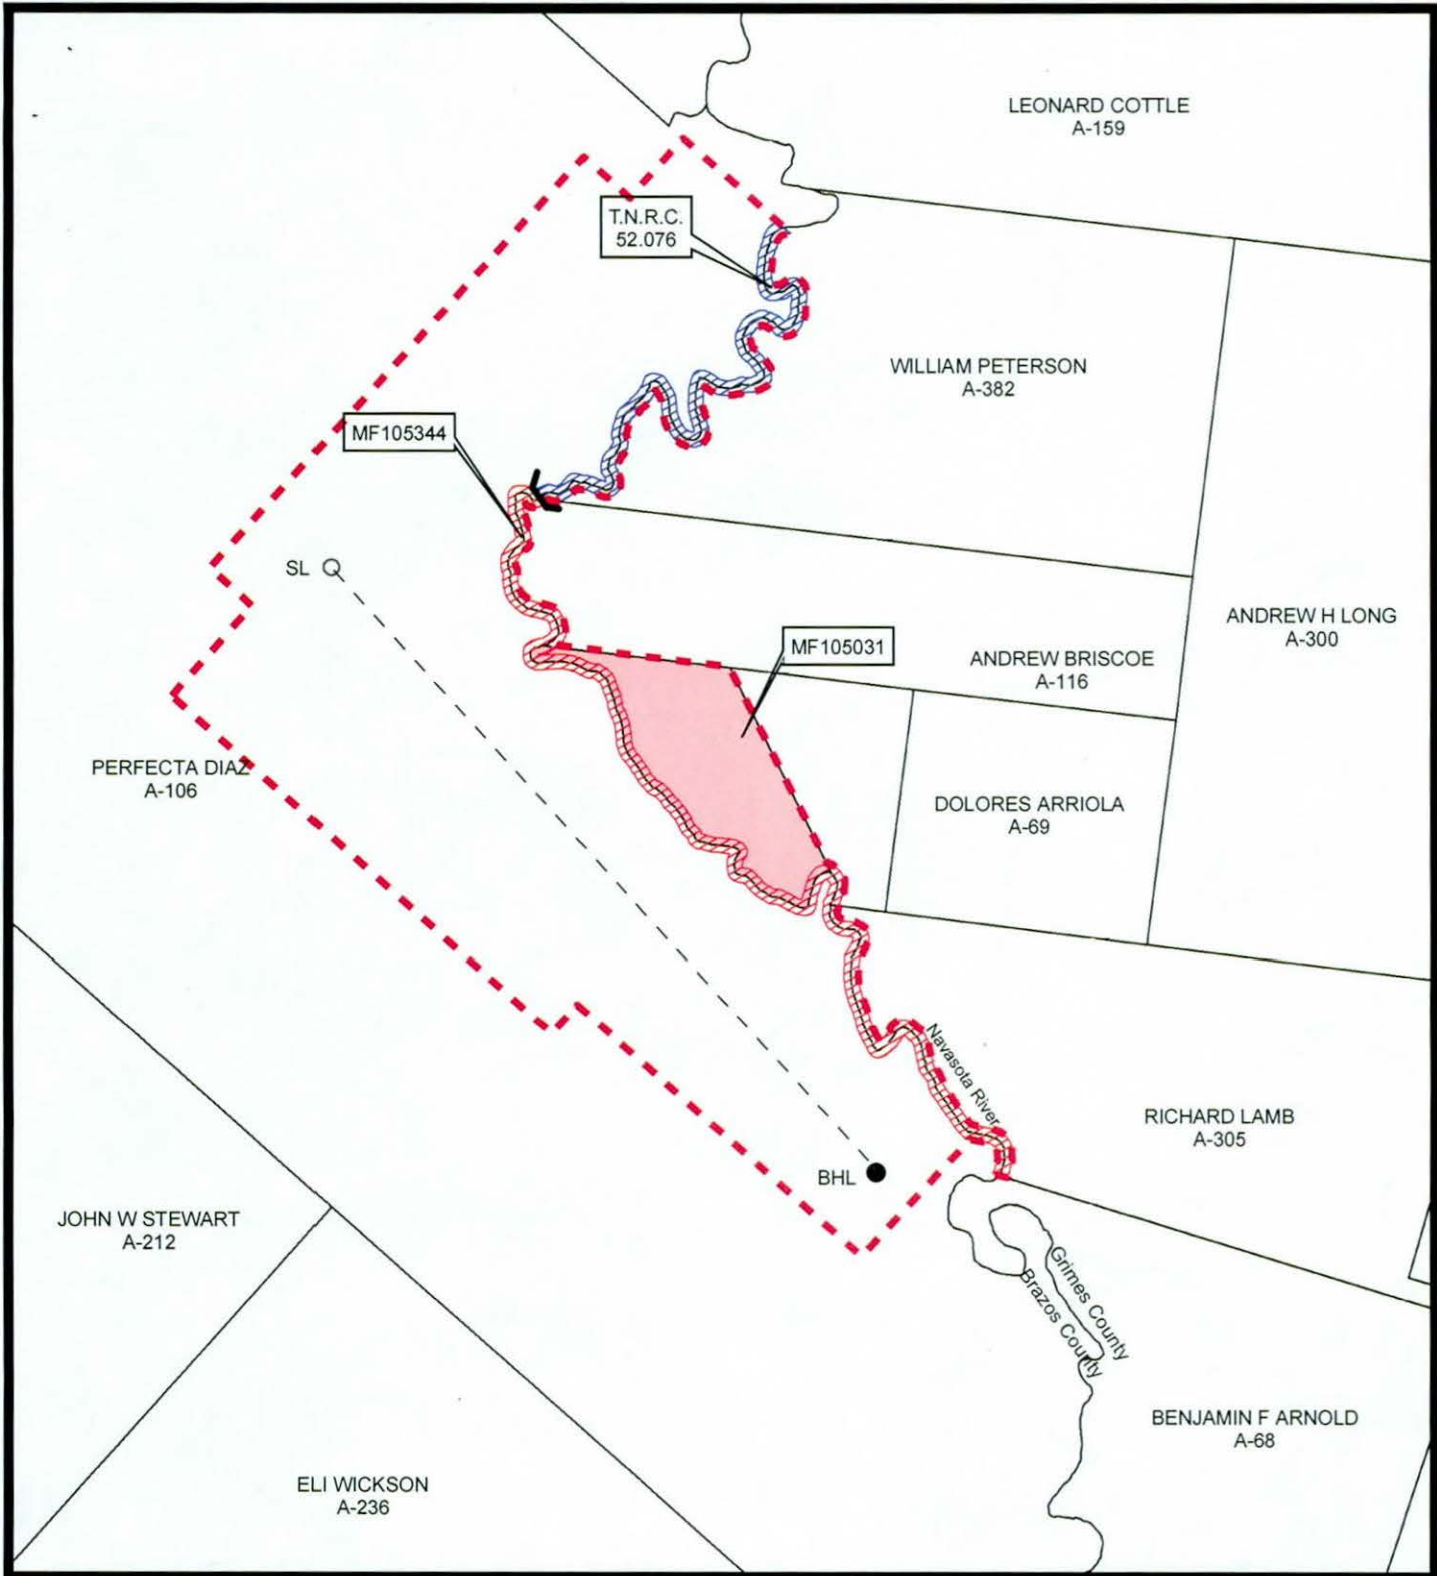 LEONARD COTTLE
A-159
T.N.R.C.
52.076
WILLIAM PETERSON
A-382
MF105344
SL
ANDREW H LONG
A-300
MF105031
ANDREW BRISCOE
A-116
PERFECTA DIAZ
A-106
DOLORES ARRIOLA
A-69
Navasota River
RICHARD LAMB
A-305
BHL
JOHN W STEWART
A-212
Grimes County
Brazos County
BENJAMIN F ARNOLD
A-68
ELI WICKSON
A-236